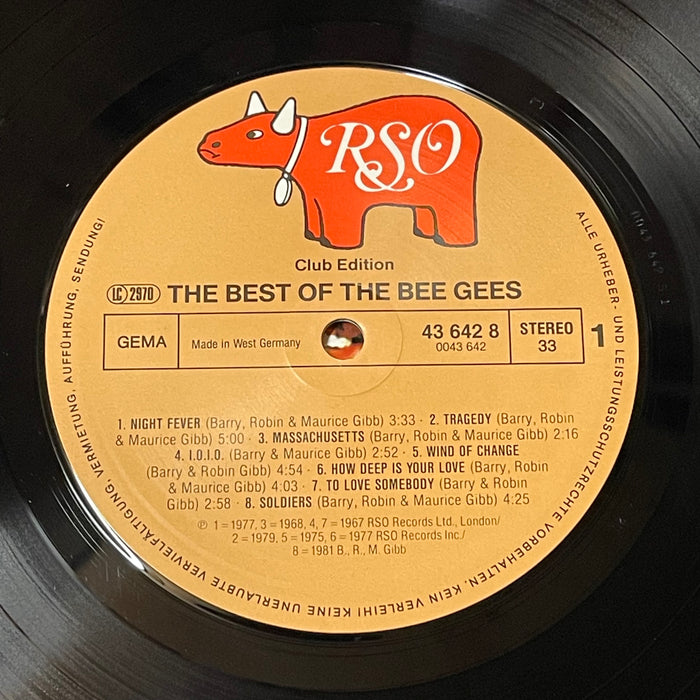 RSO
Club Edition
LC 2970 THE BEST OF THE BEE GEES
GEMA
Made in West Germany
43 642 8
0043 642
STEREO
33
1
1. NIGHT FEVER (Barry, Robin & Maurice Gibb) 3:33 · 2. TRAGEDY (Barry, Robin
& Maurice Gibb) 5:00 · 3. MASSACHUSETTS (Barry, Robin & Maurice Gibb) 2:16
4. I.O.I.O. (Barry & Maurice Gibb) 2:52 · 5. WIND OF CHANGE
(Barry & Robin Gibb) 4:54 · 6. HOW DEEP IS YOUR LOVE (Barry, Robin
& Maurice Gibb) 4:03 · 7. TO LOVE SOMEBODY (Barry & Robin
Gibb) 2:58 · 8. SOLDIERS (Barry, Robin & Maurice Gibb) 4:25
℗ 1 = 1977, 3 = 1968, 4, 7 = 1967 RSO Records Ltd., London/
2 = 1979, 5 = 1975, 6 = 1977 RSO Records Inc./
8 = 1981 B., R., M. Gibb
ALLE URHEBER- UND LEISTUNGSSCHUTZRECHTE VORBEHALTEN. KEIN VERLEIH! KEINE UNERLAUBTE VERVIELFÄLTIGUNG, VERMIETUNG, AUFFÜHRUNG, SENDUNG!